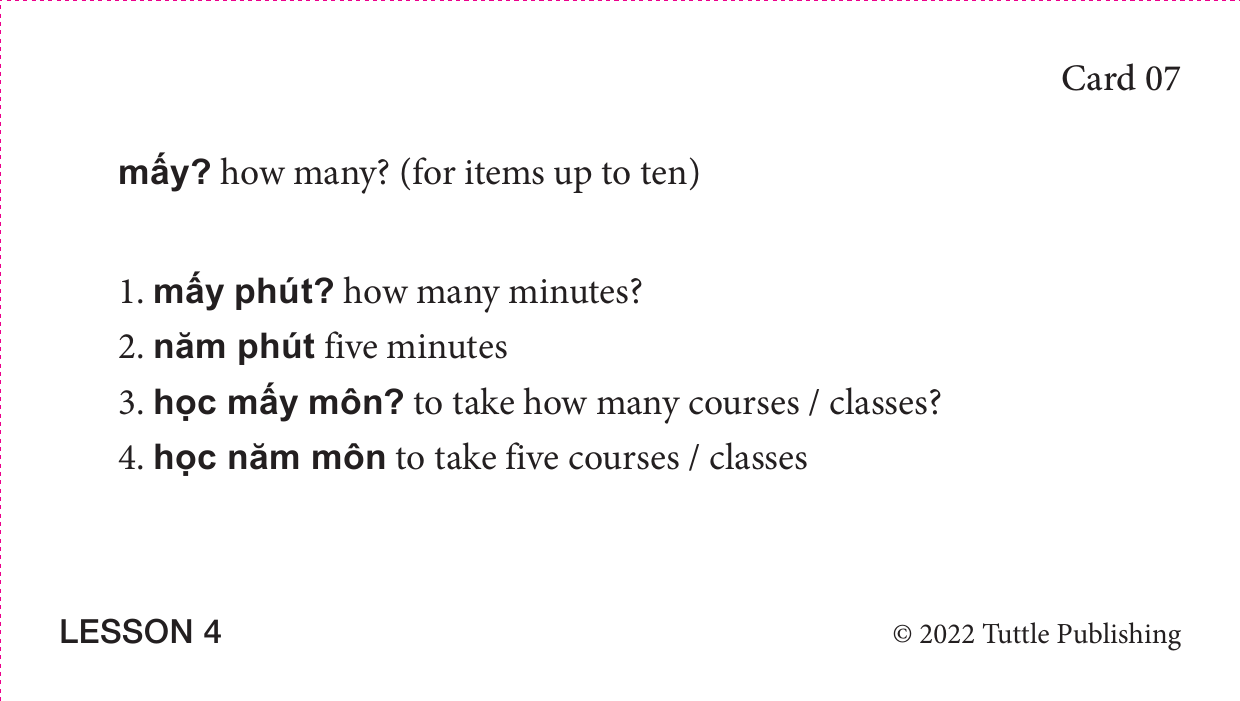 Card 07
mấy? how many? (for items up to ten)
1. mấy phút? how many minutes?
2. năm phút five minutes
3. học mấy môn? to take how many courses / classes?
4. học năm môn to take five courses / classes
LESSON 4
© 2022 Tuttle Publishing